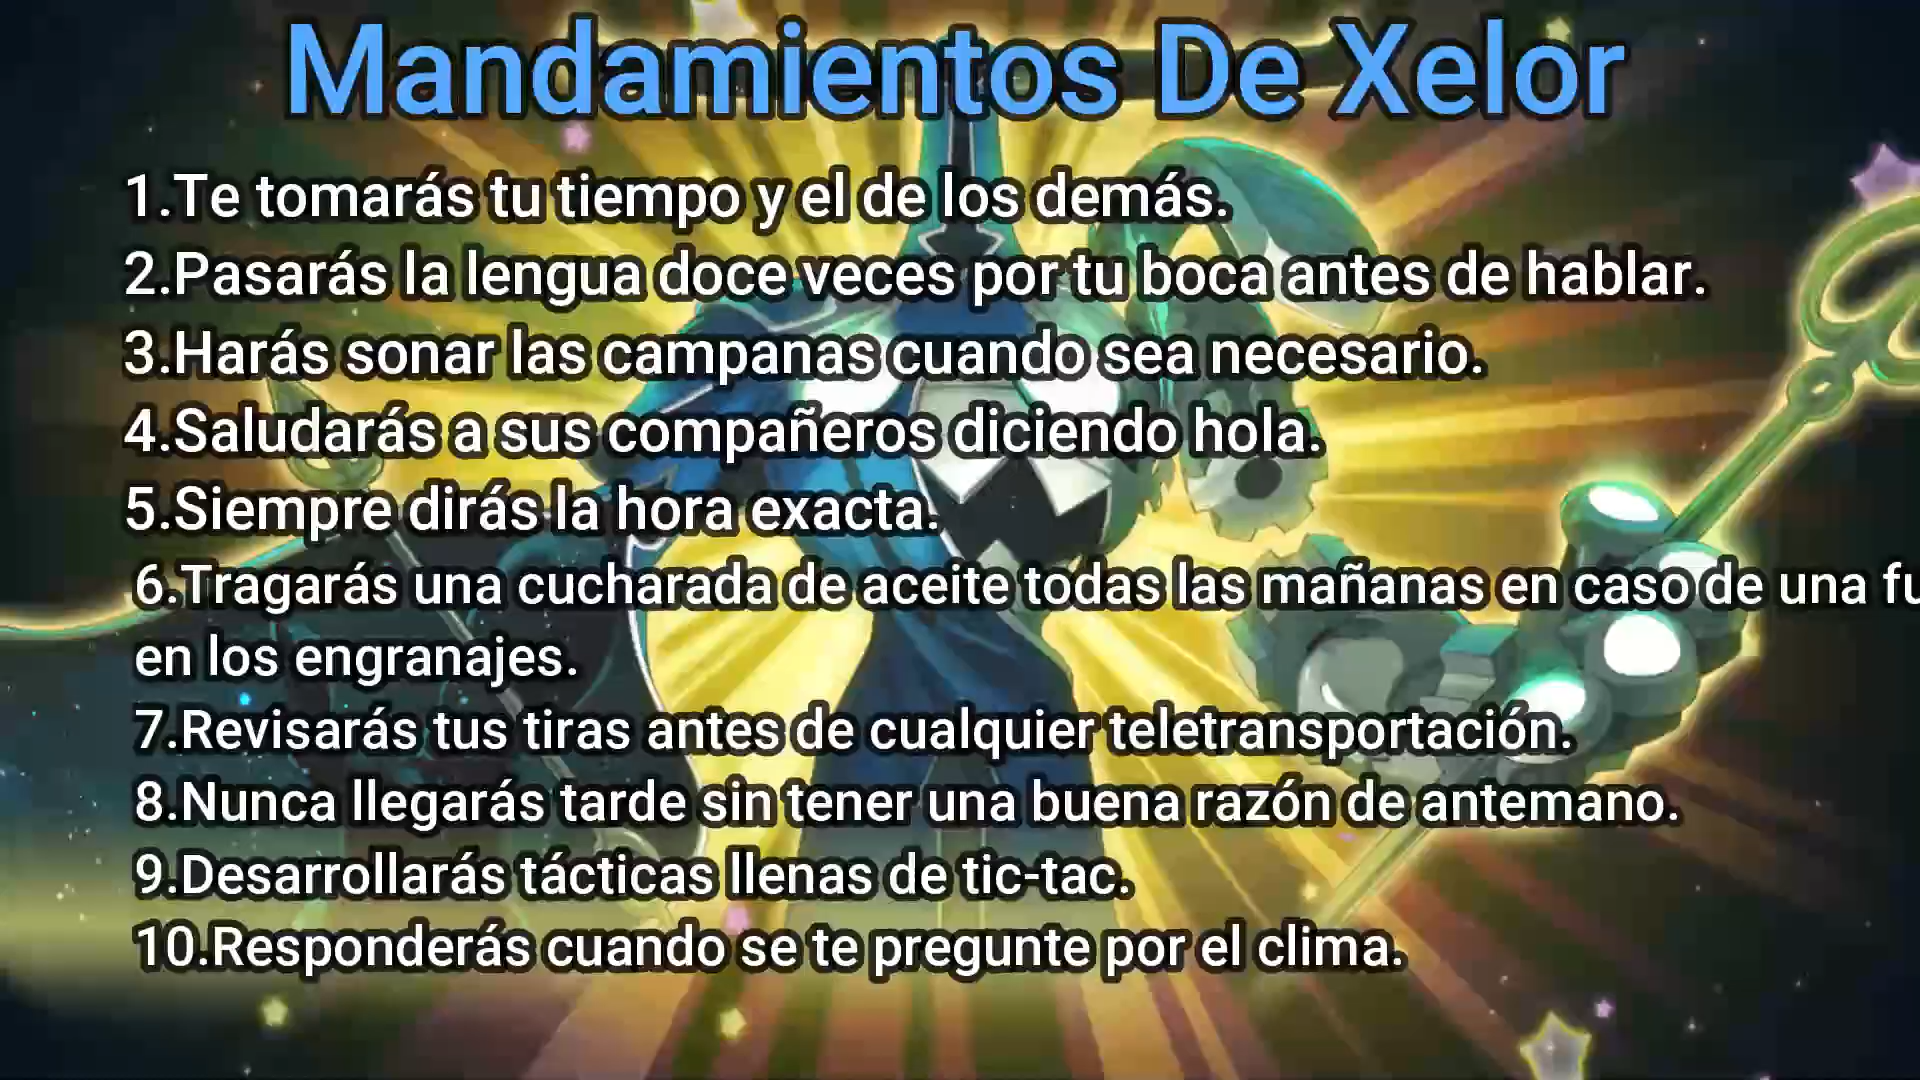 Mandamientos De Xelor
1.Te tomarás tu tiempo y el de los demás.
2.Pasarás la lengua doce veces por tu boca antes de hablar.
3.Harás sonar las campanas cuando sea necesario.
4.Saludarás a sus compañeros diciendo hola.
5.Siempre dirás la hora exacta.
6.Tragarás una cucharada de aceite todas las mañanas en caso de una
en los engranajes.
7.Revisarás tus tiras antes de cualquier teletransportación.
8.Nunca llegarás tarde sin tener una buena razón de antemano.
9.Desarrollarás tácticas llenas de tic-tac.
10.Responderás cuando se te pregunte por el clima.